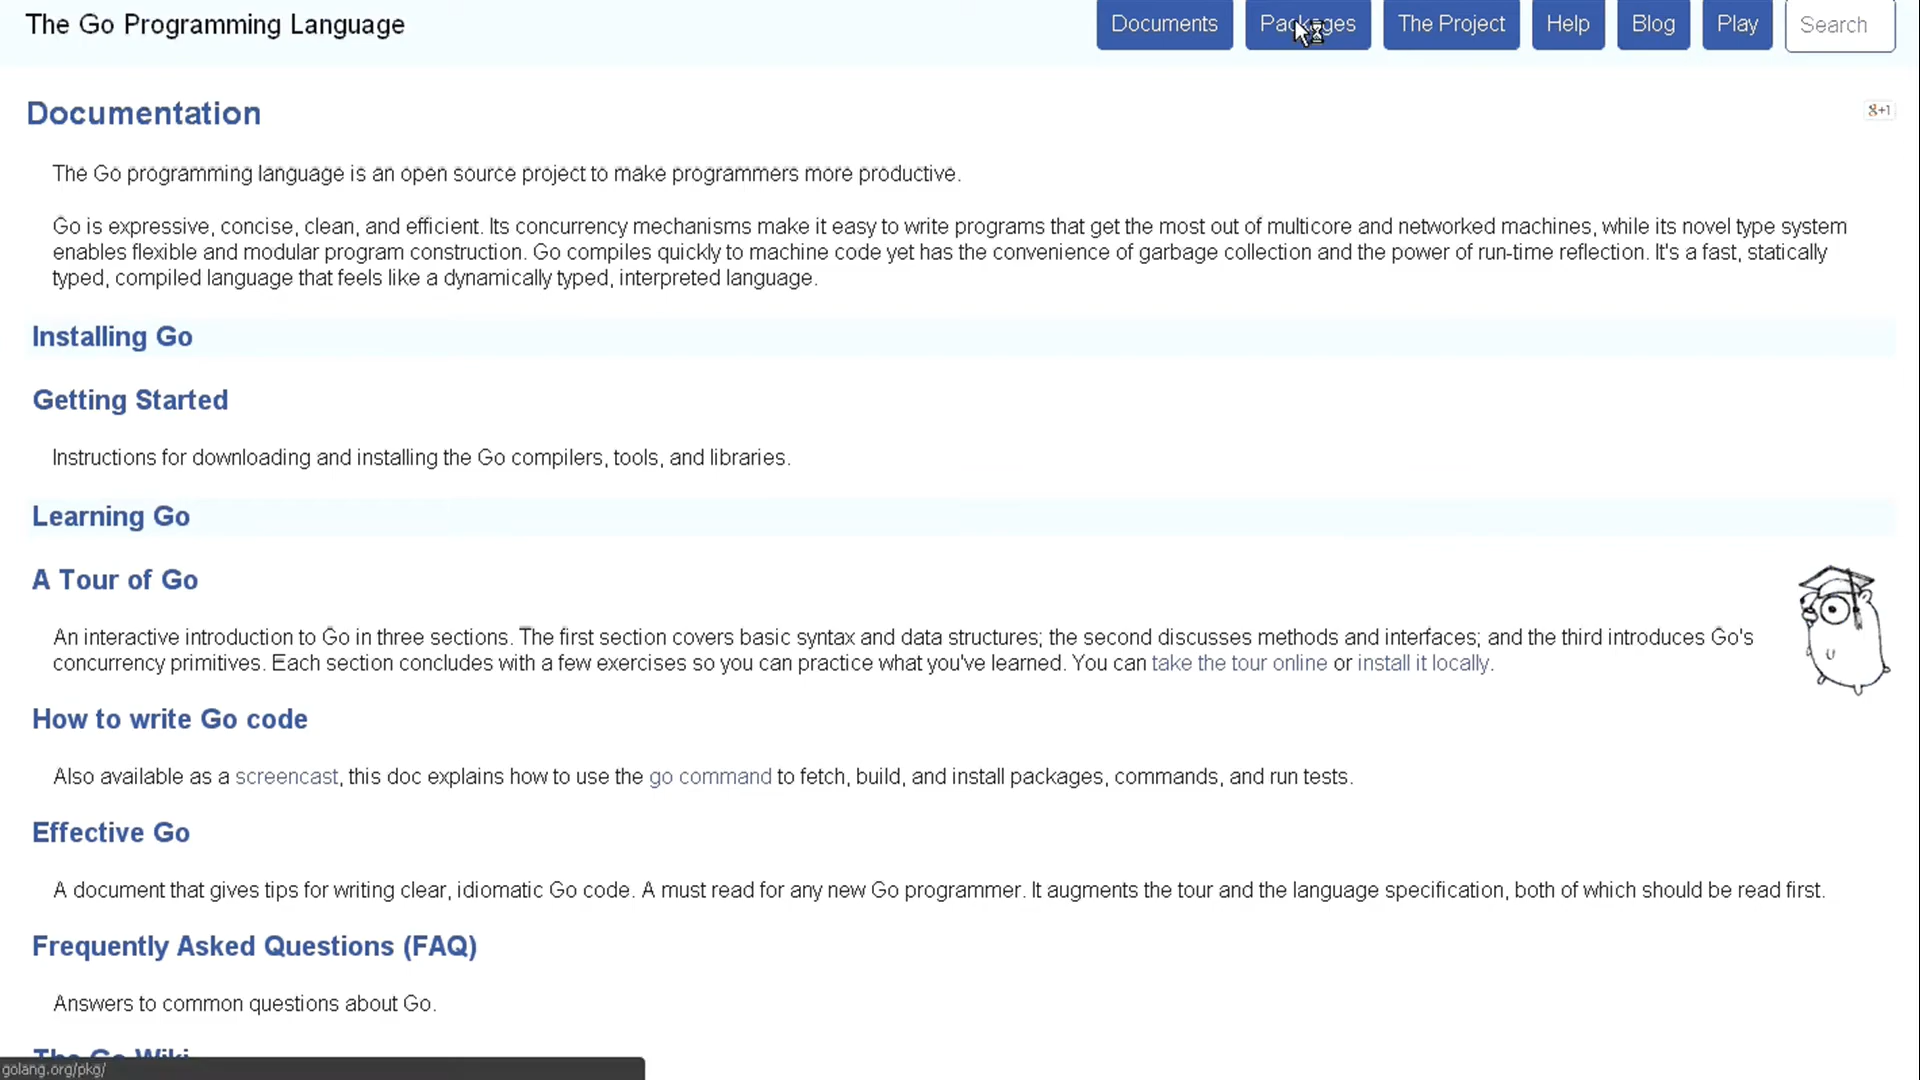 The Go Programming Language
Documents Packages The Project Help Blog Play Search
Documentation
g+1
The Go programming language is an open source project to make programmers more productive.
Go is expressive, concise, clean, and efficient. Its concurrency mechanisms make it easy to write programs that get the most out of multicore and networked machines, while its novel type system
enables flexible and modular program construction. Go compiles quickly to machine code yet has the convenience of garbage collection and the power of run-time reflection. It's a fast, statically
typed, compiled language that feels like a dynamically typed, interpreted language.
Installing Go
Getting Started
Instructions for downloading and installing the Go compilers, tools, and libraries.
Learning Go
A Tour of Go
An interactive introduction to Go in three sections. The first section covers basic syntax and data structures; the second discusses methods and interfaces; and the third introduces Go's
concurrency primitives. Each section concludes with a few exercises so you can practice what you've learned. You can take the tour online or install it locally.
How to write Go code
Also available as a screencast, this doc explains how to use the go command to fetch, build, and install packages, commands, and run tests.
Effective Go
A document that gives tips for writing clear, idiomatic Go code. A must read for any new Go programmer. It augments the tour and the language specification, both of which should be read first.
Frequently Asked Questions (FAQ)
Answers to common questions about Go.
The Go Wiki
golang.org/pkg/